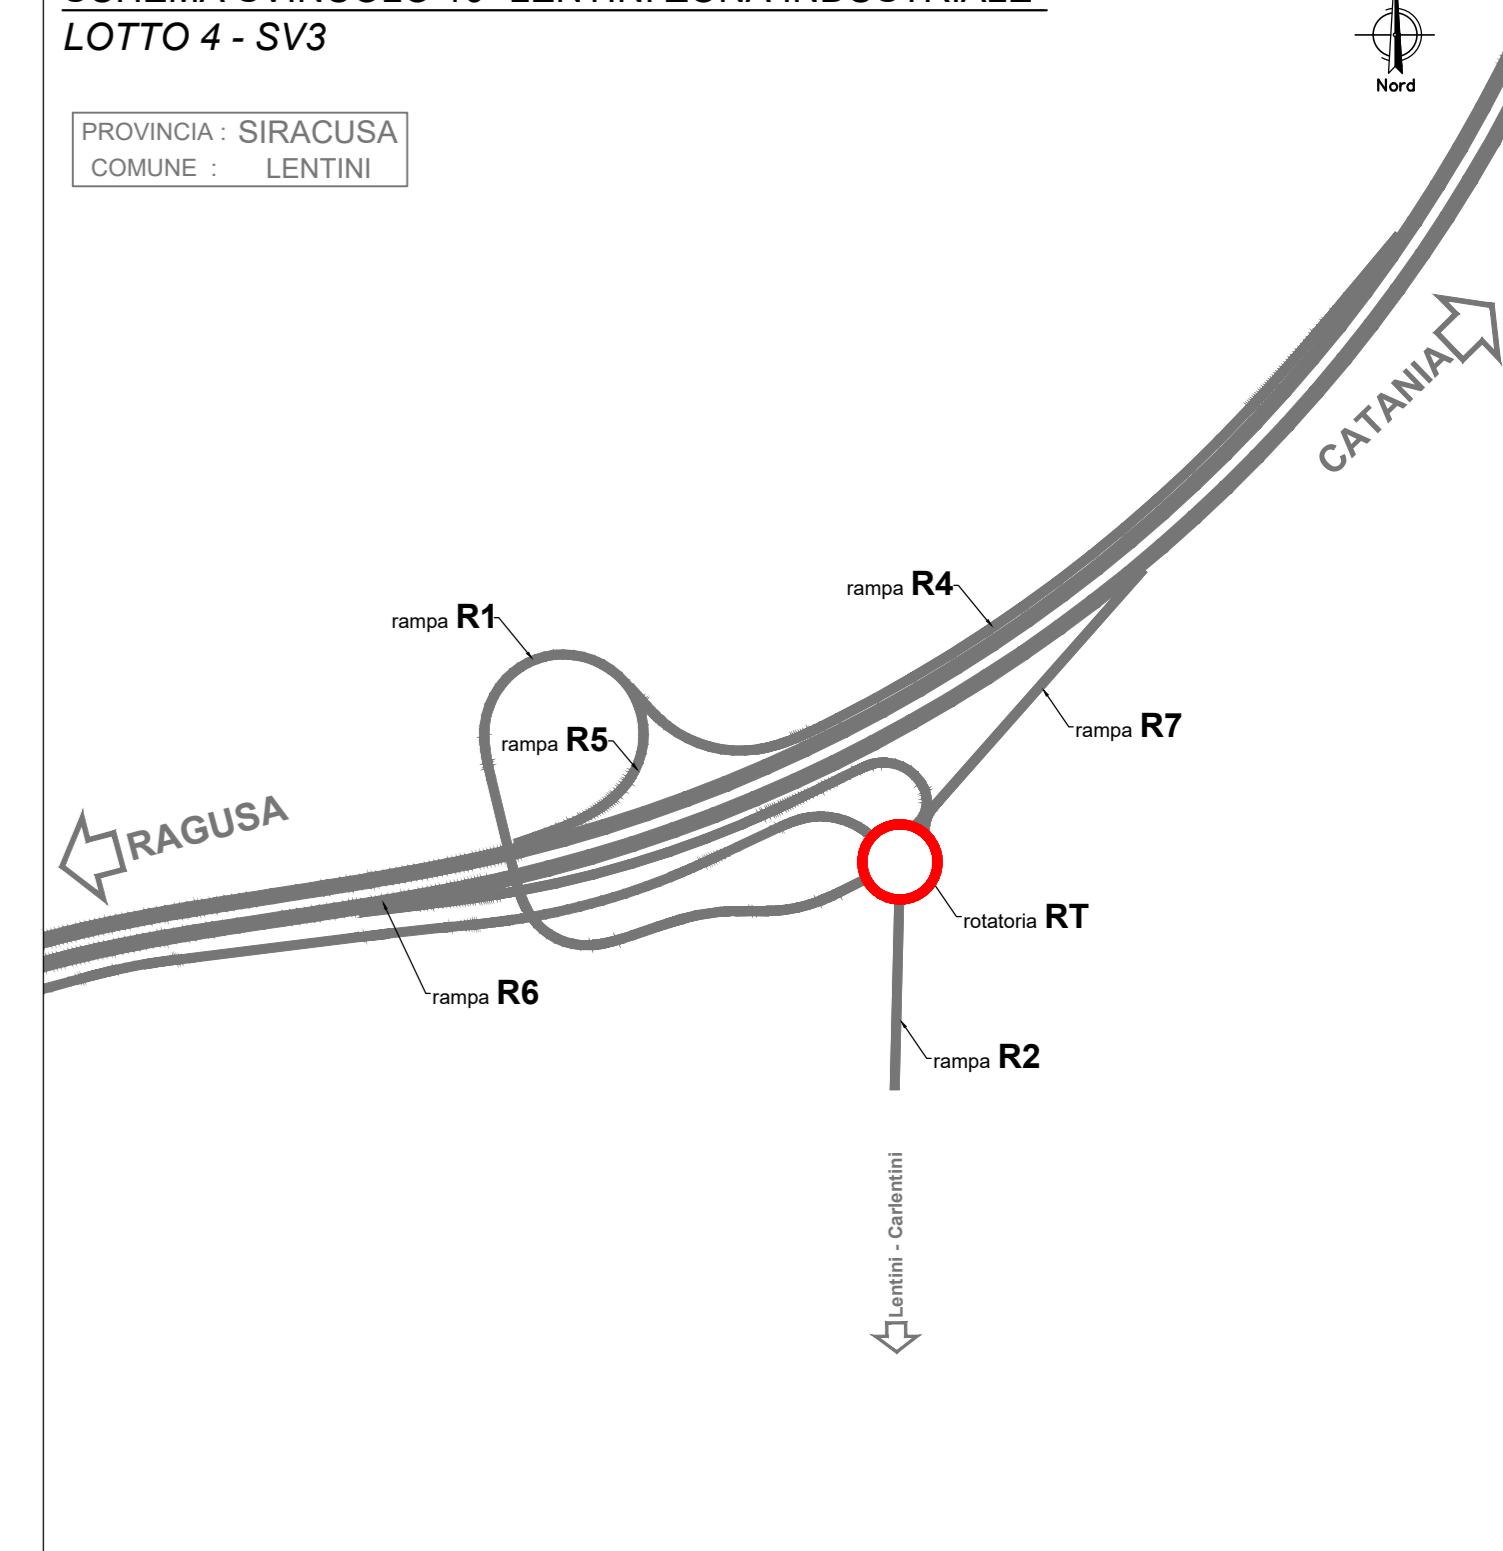 LOTTO 4 - SV3
Nord
PROVINCIA : SIRACUSA
COMUNE : LENTINI
CATANIA
rampa R4
rampa R1
rampa R7
rampa R5
RAGUSA
rotatoria RT
rampa R6
rampa R2
Lentini - Carlentini